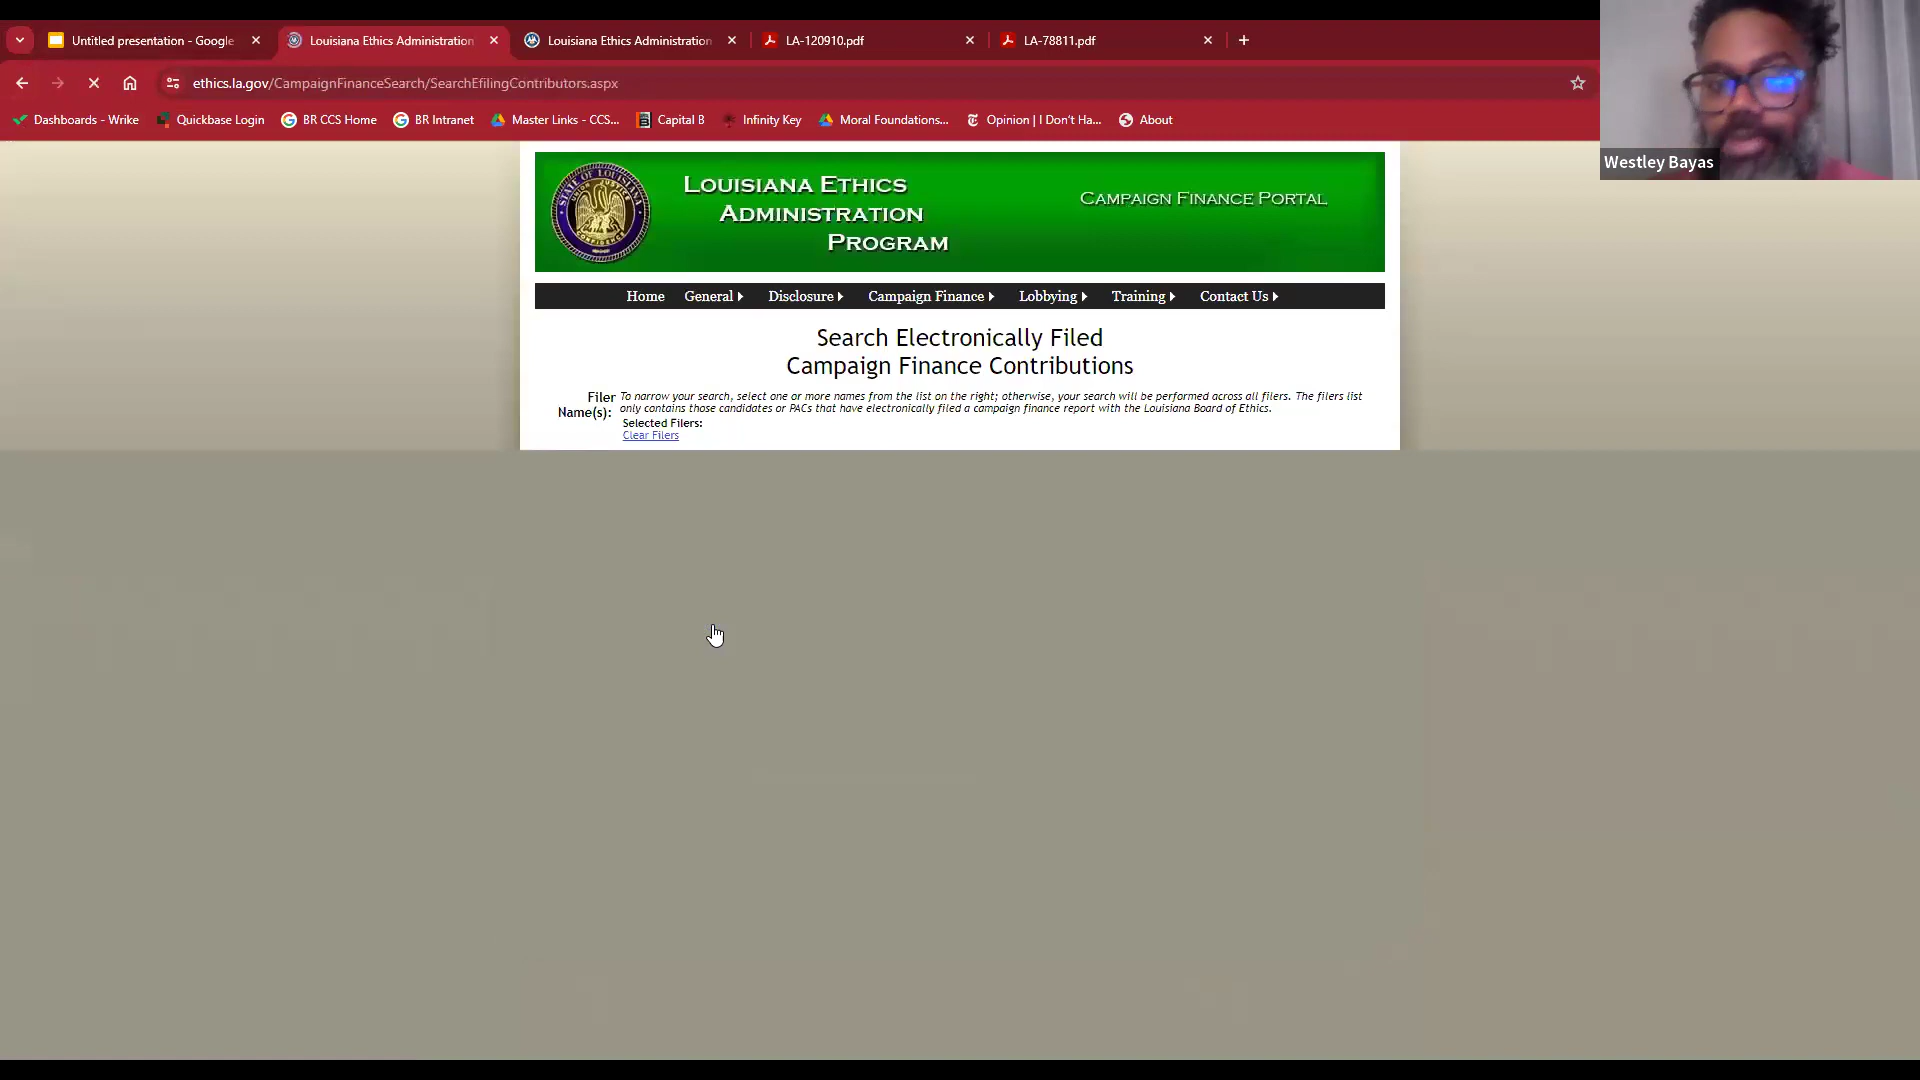 Untitled presentation - Google
Louisiana Ethics Administration
Louisiana Ethics Administration
LA-120910.pdf
LA-78811.pdf
ethics.la.gov/CampaignFinanceSearch/SearchEfilingContributors.aspx
Dashboards - Wrike
Quickbase Login
BR CCS Home
BR Intranet
Master Links - CCS...
Capital B
Infinity Key
Moral Foundations...
Opinion | I Don't Ha...
About
Westley Bayas
STATE OF LOUISIANA
UNION JUSTICE
CONFIDENCE
LOUISIANA ETHICS
ADMINISTRATION
PROGRAM
CAMPAIGN FINANCE PORTAL
Home General Disclosure Campaign Finance Lobbying Training Contact Us
Search Electronically Filed
Campaign Finance Contributions
Filer
Name(s):
To narrow your search, select one or more names from the list on the right; otherwise, your search will be performed across all filers. The filers list
only contains those candidates or PACs that have electronically filed a campaign finance report with the Louisiana Board of Ethics.
Selected Filers:
Clear Filers